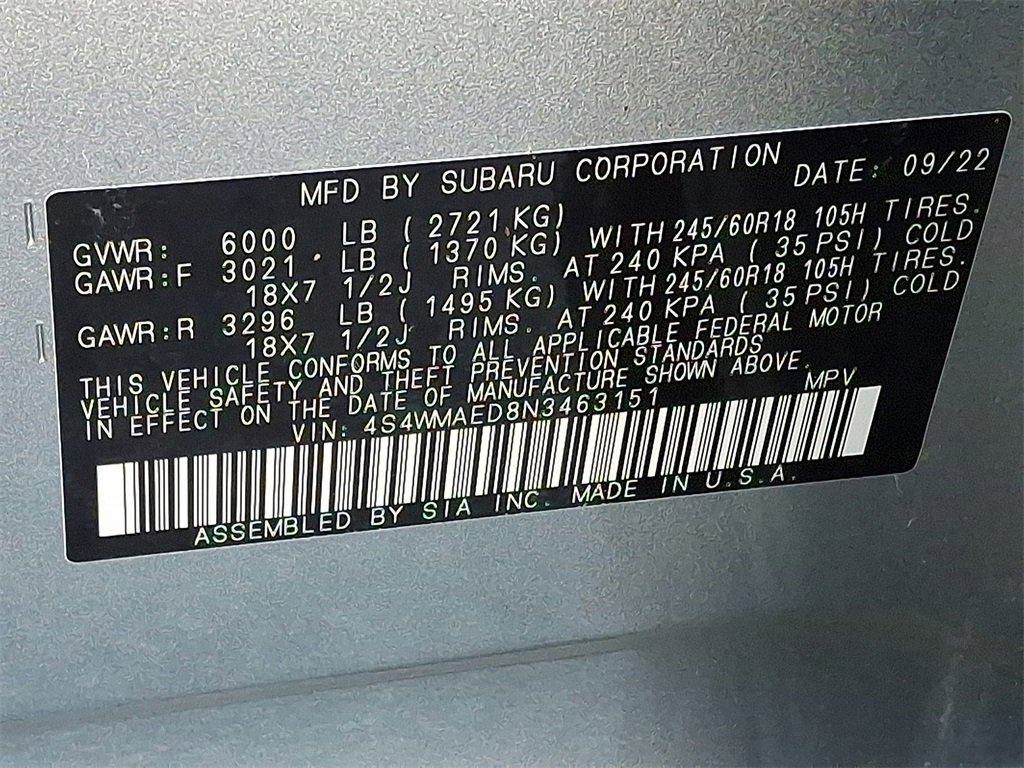 MFD BY SUBARU CORPORATION DATE: 09/22
GVWR: 6000 LB ( 2721 KG)
GAWR:F 3021 LB ( 1370 KG) WITH 245/60R18 105H TIRES.
18X7 1/2J RIMS. AT 240 KPA ( 35 PSI) COLD
GAWR:R 3296 LB ( 1495 KG) WITH 245/60R18 105H TIRES.
18X7 1/2J RIMS. AT 240 KPA ( 35 PSI) COLD
THIS VEHICLE CONFORMS TO ALL APPLICABLE FEDERAL MOTOR
VEHICLE SAFETY AND THEFT PREVENTION STANDARDS
IN EFFECT ON THE DATE OF MANUFACTURE SHOWN ABOVE.
VIN: 4S4WMAED8N3463151 MPV
ASSEMBLED BY SIA INC. MADE IN U.S.A.